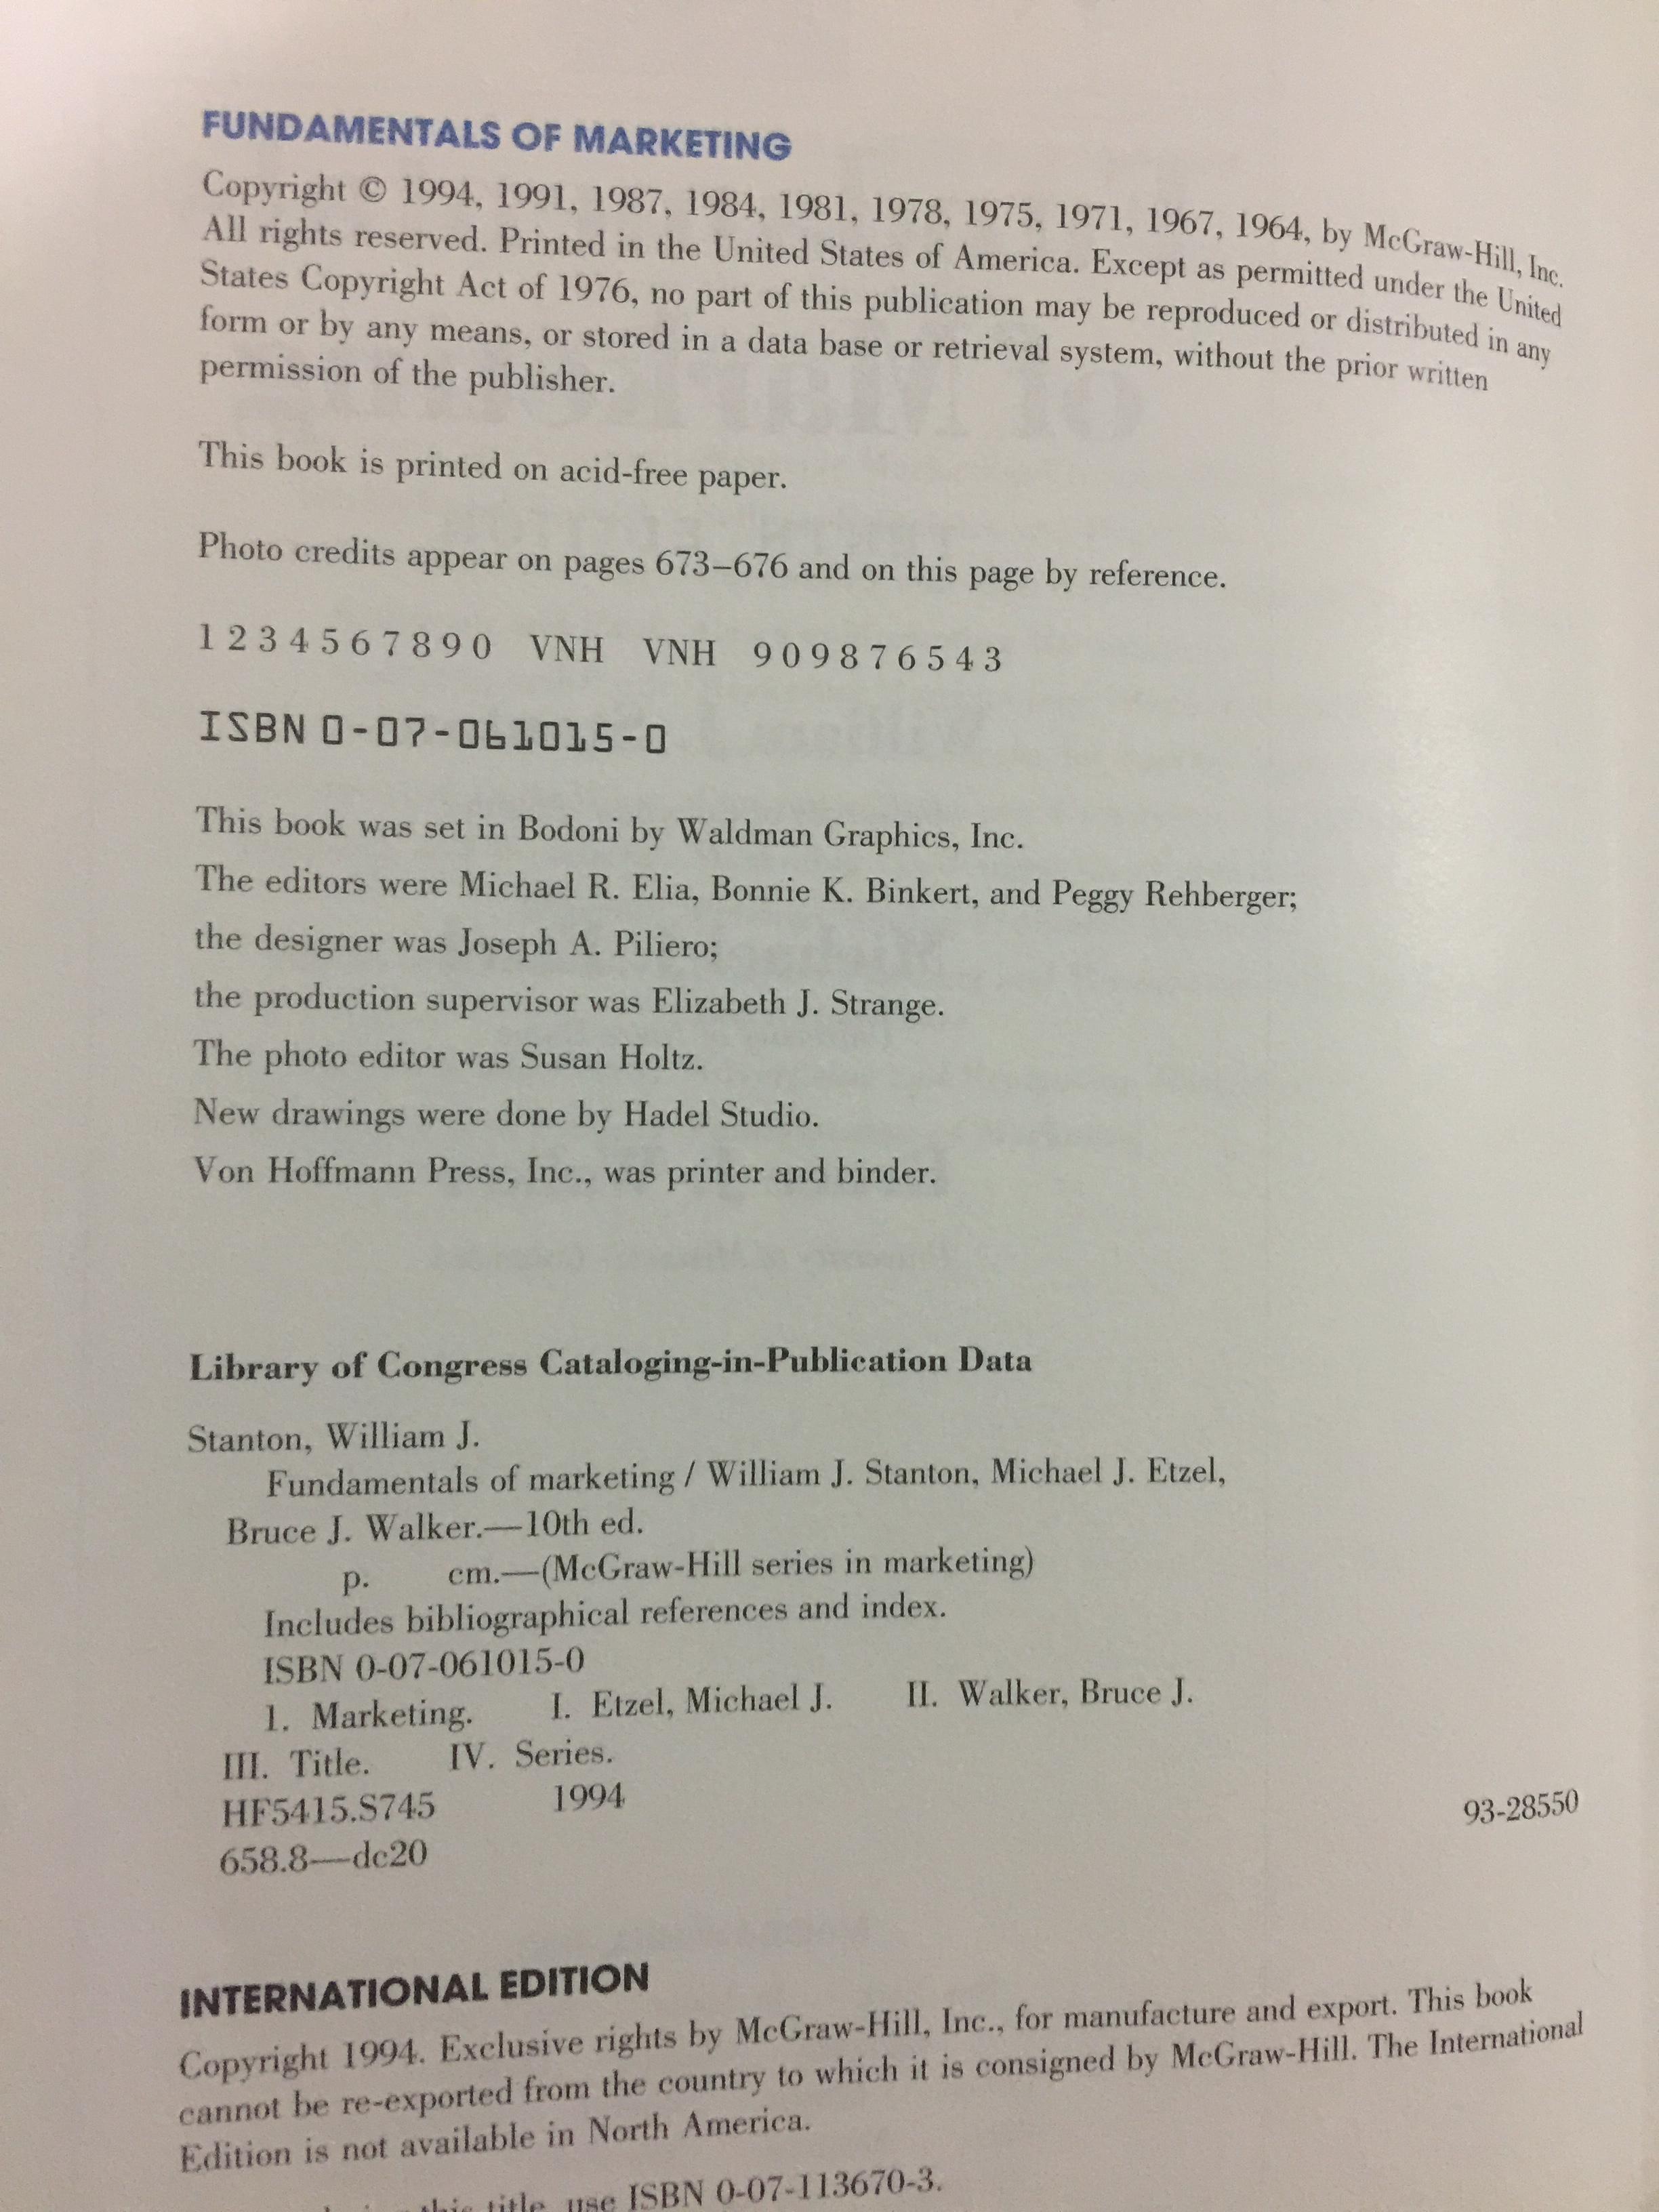 FUNDAMENTALS OF MARKETING
Copyright © 1994, 1991, 1987, 1984, 1981, 1978, 1975, 1971, 1967, 1964, by McGraw-Hill, Inc.
All rights reserved. Printed in the United States of America. Except as permitted under the United
States Copyright Act of 1976, no part of this publication may be reproduced or distributed in any
form or by any means, or stored in a data base or retrieval system, without the prior written
permission of the publisher.
This book is printed on acid-free paper.
Photo credits appear on pages 673–676 and on this page by reference.
1 2 3 4 5 6 7 8 9 0 VNH VNH 9 0 9 8 7 6 5 4 3
ISBN 0-07-061015-0
This book was set in Bodoni by Waldman Graphics, Inc.
The editors were Michael R. Elia, Bonnie K. Binkert, and Peggy Rehberger;
the designer was Joseph A. Piliero;
the production supervisor was Elizabeth J. Strange.
The photo editor was Susan Holtz.
New drawings were done by Hadel Studio.
Von Hoffmann Press, Inc., was printer and binder.
Library of Congress Cataloging-in-Publication Data
Stanton, William J.
Fundamentals of marketing / William J. Stanton, Michael J. Etzel,
Bruce J. Walker.—10th ed.
p. cm.—(McGraw-Hill series in marketing)
Includes bibliographical references and index.
ISBN 0-07-061015-0
1. Marketing. I. Etzel, Michael J. II. Walker, Bruce J.
III. Title. IV. Series.
HF5415.S745 1994
658.8—dc20 93-28550
INTERNATIONAL EDITION
Copyright 1994. Exclusive rights by McGraw-Hill, Inc., for manufacture and export. This book
cannot be re-exported from the country to which it is consigned by McGraw-Hill. The International
Edition is not available in North America.
this title, use ISBN 0-07-113670-3.